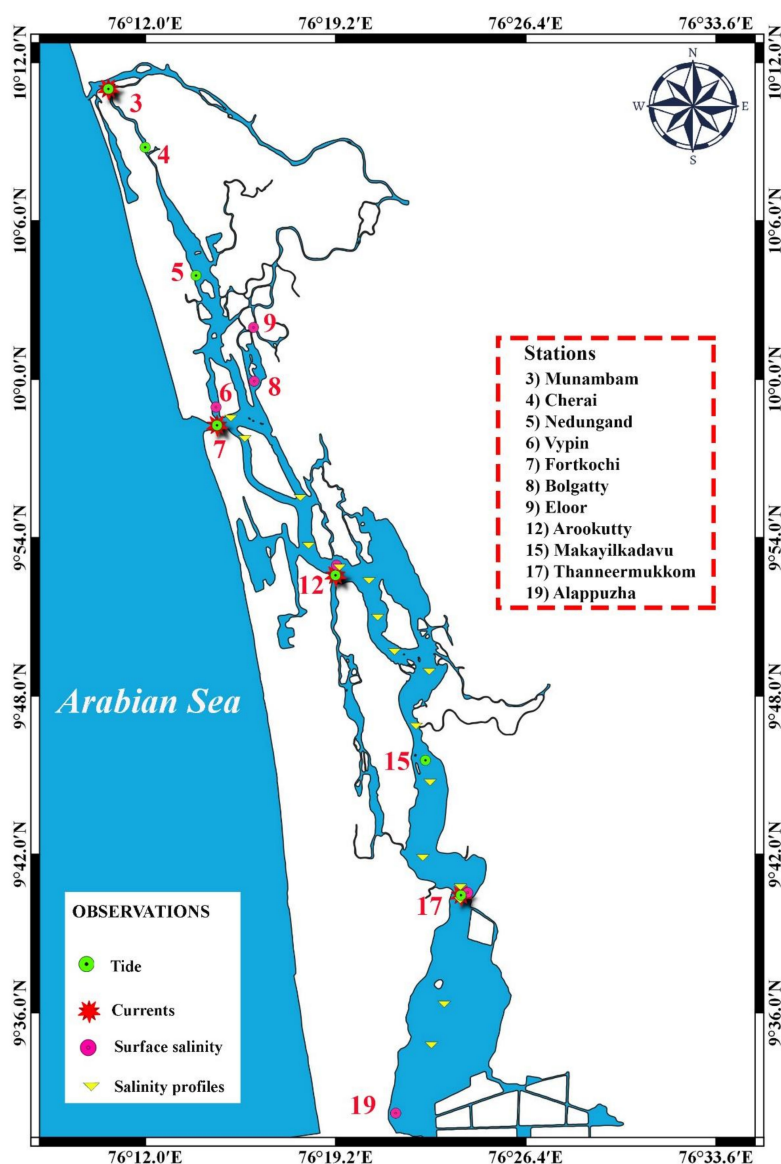 76°12.0′E 76°19.2′E 76°26.4′E 76°33.6′E
10°12.0′N 10°12.0′N
N
W E
S
3
4
10°6.0′N 10°6.0′N
5
9
10°0.0′N 10°0.0′N
8
6
7
Stations
3) Munambam
4) Cherai
5) Nedungand
6) Vypin
7) Fortkochi
8) Bolgatty
9) Eloor
12) Arookutty
15) Makayilkadavu
17) Thanneermukkom
19) Alappuzha
9°54.0′N 9°54.0′N
12
Arabian Sea
9°48.0′N 9°48.0′N
15
9°42.0′N 9°42.0′N
17
OBSERVATIONS
Tide
Currents
Surface salinity
Salinity profiles
9°36.0′N 9°36.0′N
19
76°12.0′E 76°19.2′E 76°26.4′E 76°33.6′E